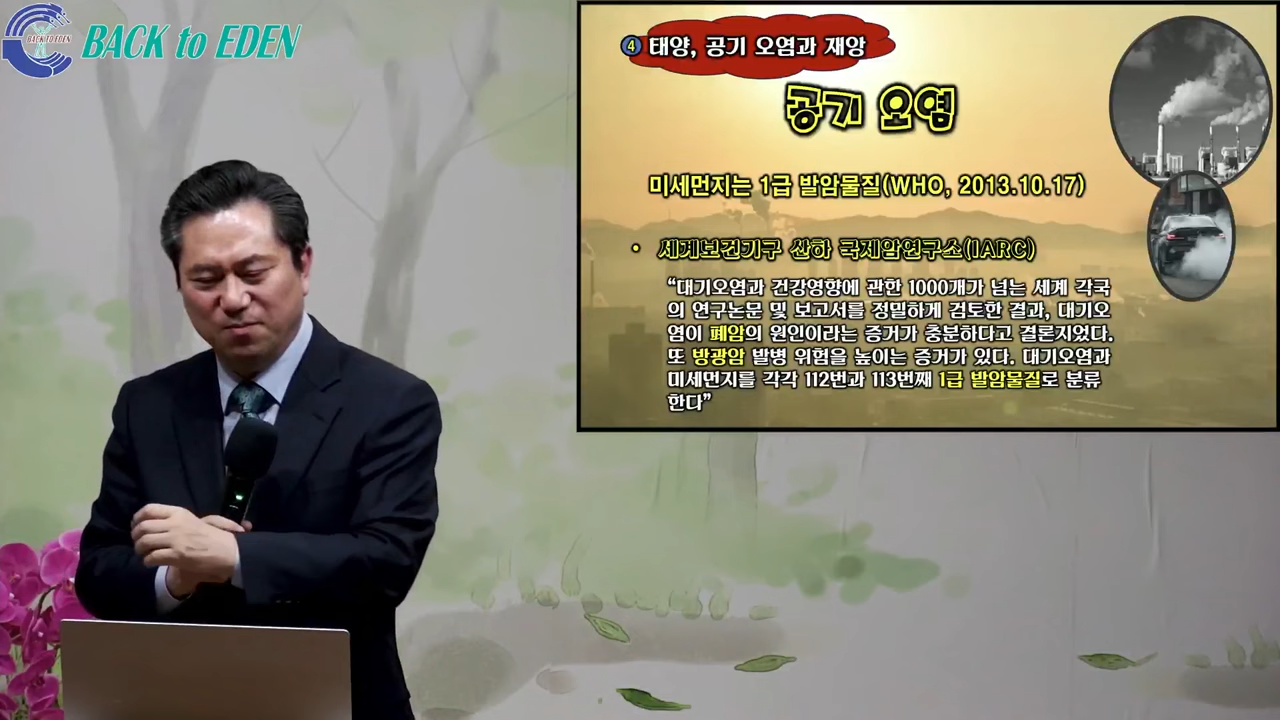 BACK TO EDEN
BACK to EDEN
4 태양, 공기 오염과 재앙
공기 오염
미세먼지는 1급 발암물질(WHO, 2013.10.17)
• 세계보건기구 산하 국제암연구소(IARC)
“대기오염과 건강영향에 관한 1000개가 넘는 세계 각국
의 연구논문 및 보고서를 정밀하게 검토한 결과, 대기오
염이 폐암의 원인이라는 증거가 충분하다고 결론지었다.
또 방광암 발병 위험을 높이는 증거가 있다. 대기오염과
미세먼지를 각각 112번과 113번째 1급 발암물질로 분류
한다”